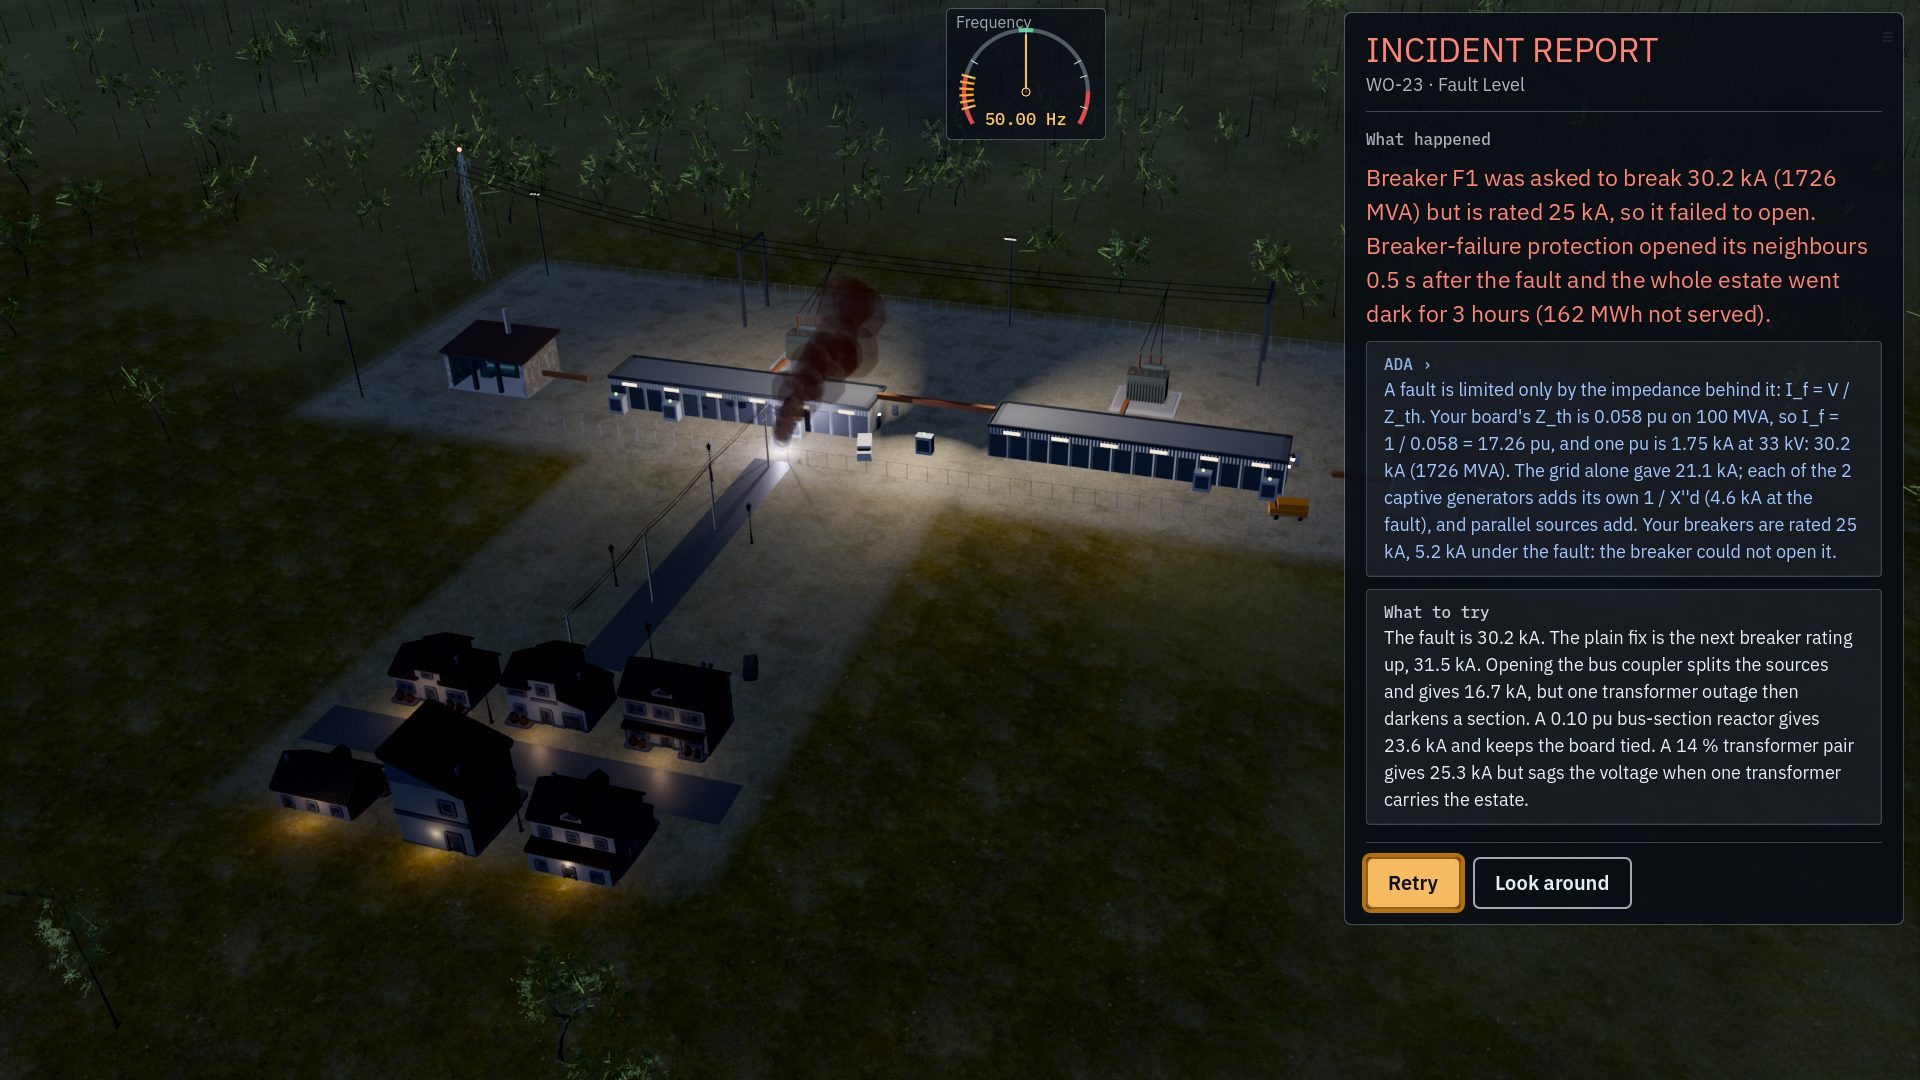 Frequency
50.00 Hz
INCIDENT REPORT
WO-23 · Fault Level
What happened
Breaker F1 was asked to break 30.2 kA (1726
MVA) but is rated 25 kA, so it failed to open.
Breaker-failure protection opened its neighbours
0.5 s after the fault and the whole estate went
dark for 3 hours (162 MWh not served).
ADA ›
A fault is limited only by the impedance behind it: I_f = V /
Z_th. Your board's Z_th is 0.058 pu on 100 MVA, so I_f =
1 / 0.058 = 17.26 pu, and one pu is 1.75 kA at 33 kV: 30.2
kA (1726 MVA). The grid alone gave 21.1 kA; each of the 2
captive generators adds its own 1 / X''d (4.6 kA at the
fault), and parallel sources add. Your breakers are rated 25
kA, 5.2 kA under the fault: the breaker could not open it.
What to try
The fault is 30.2 kA. The plain fix is the next breaker rating
up, 31.5 kA. Opening the bus coupler splits the sources
and gives 16.7 kA, but one transformer outage then
darkens a section. A 0.10 pu bus-section reactor gives
23.6 kA and keeps the board tied. A 14 % transformer pair
gives 25.3 kA but sags the voltage when one transformer
carries the estate.
Retry
Look around